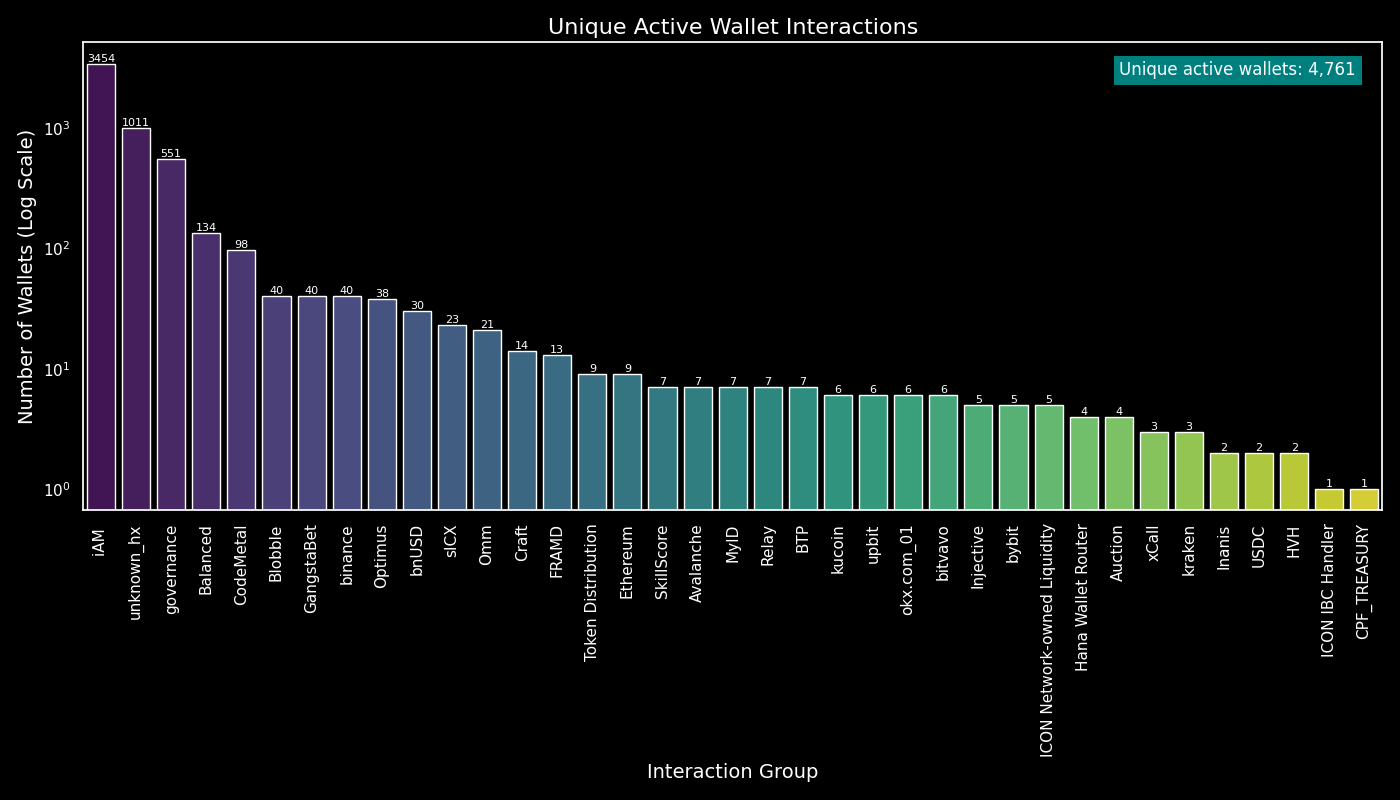 Unique Active Wallet Interactions
Unique active wallets: 4,761
Number of Wallets (Log Scale)
10³
10²
10¹
10⁰
3454
1011
551
134
98
40
40
40
38
30
23
21
14
13
9
9
7
7
7
7
7
6
6
6
6
5
5
5
4
4
3
3
2
2
2
1
1
iAM
unknown_hx
governance
Balanced
CodeMetal
Blobble
GangstaBet
binance
Optimus
bnUSD
sICX
Omm
Craft
FRAMD
Token Distribution
Ethereum
SkillScore
Avalanche
MyID
Relay
BTP
kucoin
upbit
okx.com_01
bitvavo
Injective
bybit
ICON Network-owned Liquidity
Hana Wallet Router
Auction
xCall
kraken
Inanis
USDC
HVH
ICON IBC Handler
CPF_TREASURY
Interaction Group